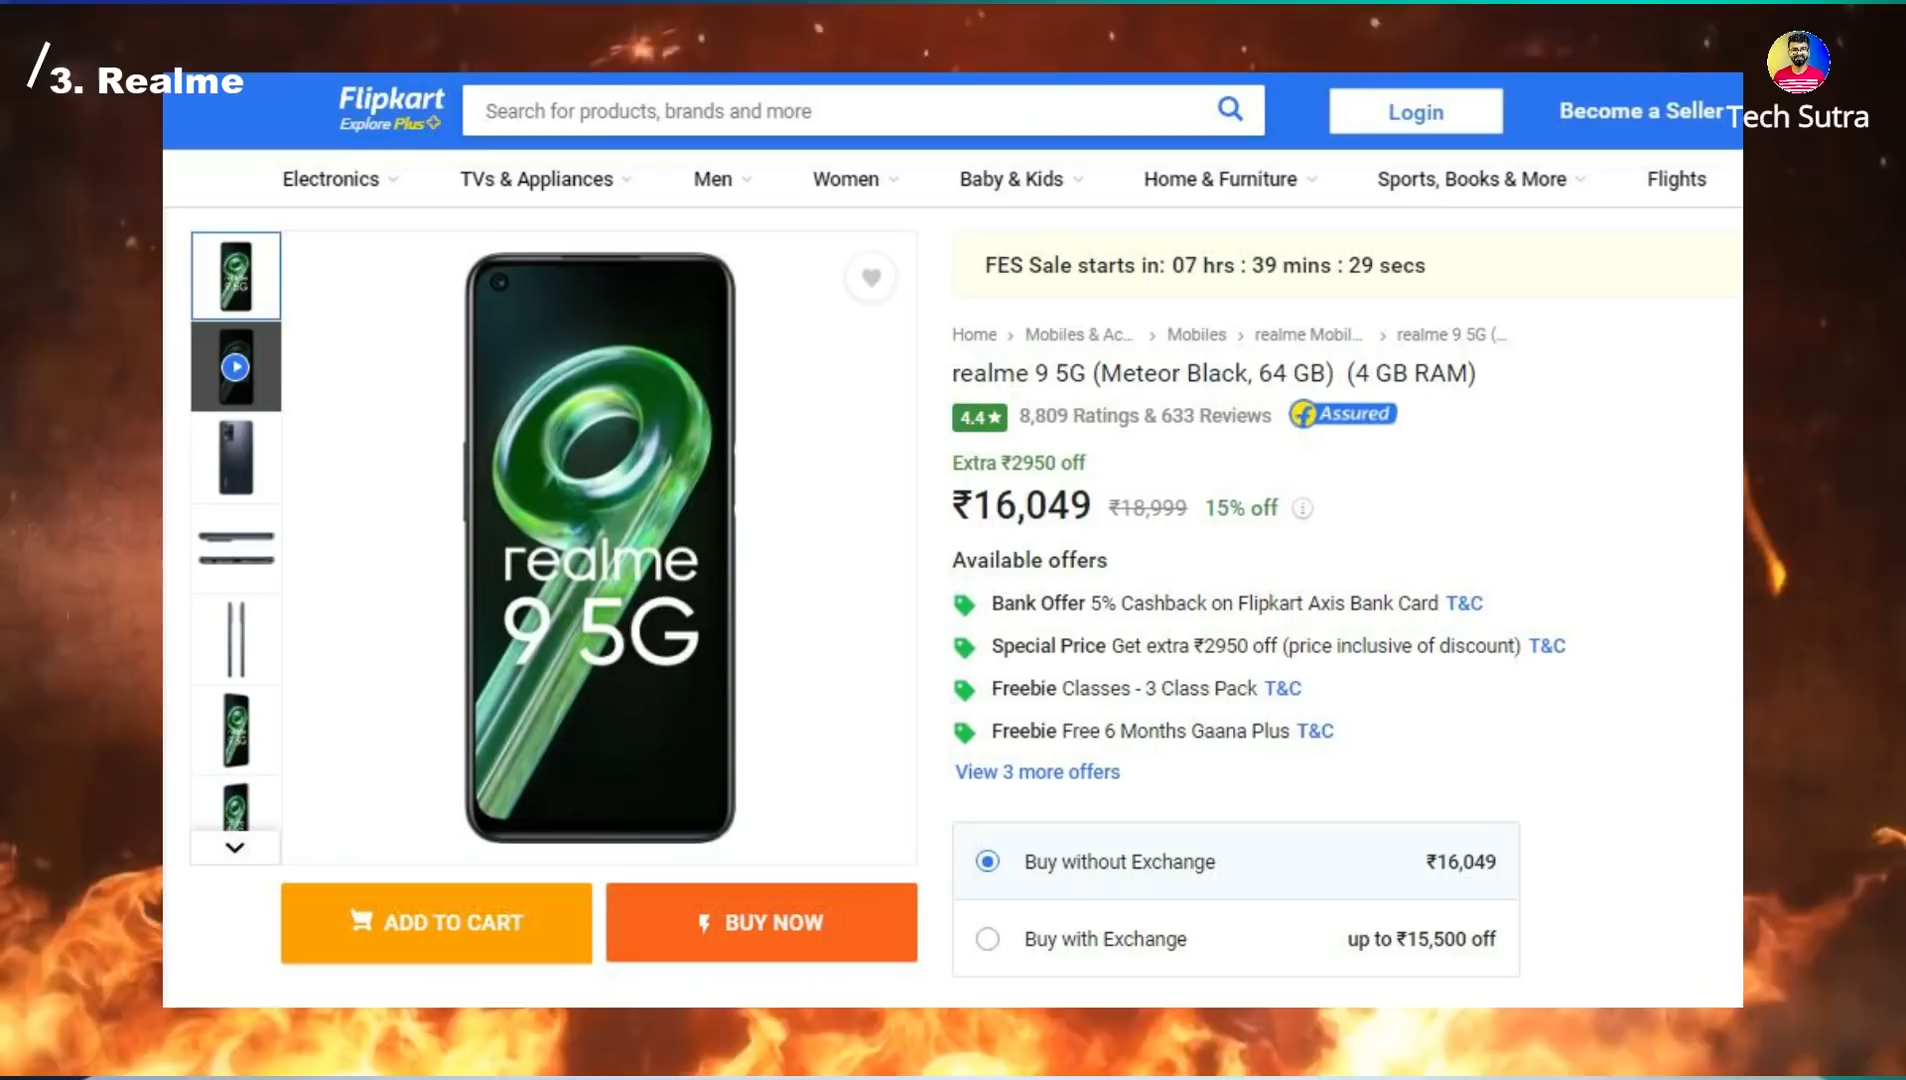 3. Realme
Flipkart
Explore Plus
Search for products, brands and more
Login
Become a Seller
Tech Sutra
Electronics
TVs & Appliances
Men
Women
Baby & Kids
Home & Furniture
Sports, Books & More
Flights
realme
9 5G
ADD TO CART
BUY NOW
FES Sale starts in: 07 hrs : 39 mins : 29 secs
Home > Mobiles & Ac... > Mobiles > realme Mobil... > realme 9 5G (...
realme 9 5G (Meteor Black, 64 GB) (4 GB RAM)
4.4★ 8,809 Ratings & 633 Reviews Assured
Extra ₹2950 off
₹16,049 ₹18,999 15% off
Available offers
Bank Offer 5% Cashback on Flipkart Axis Bank Card T&C
Special Price Get extra ₹2950 off (price inclusive of discount) T&C
Freebie Classes - 3 Class Pack T&C
Freebie Free 6 Months Gaana Plus T&C
View 3 more offers
Buy without Exchange ₹16,049
Buy with Exchange up to ₹15,500 off